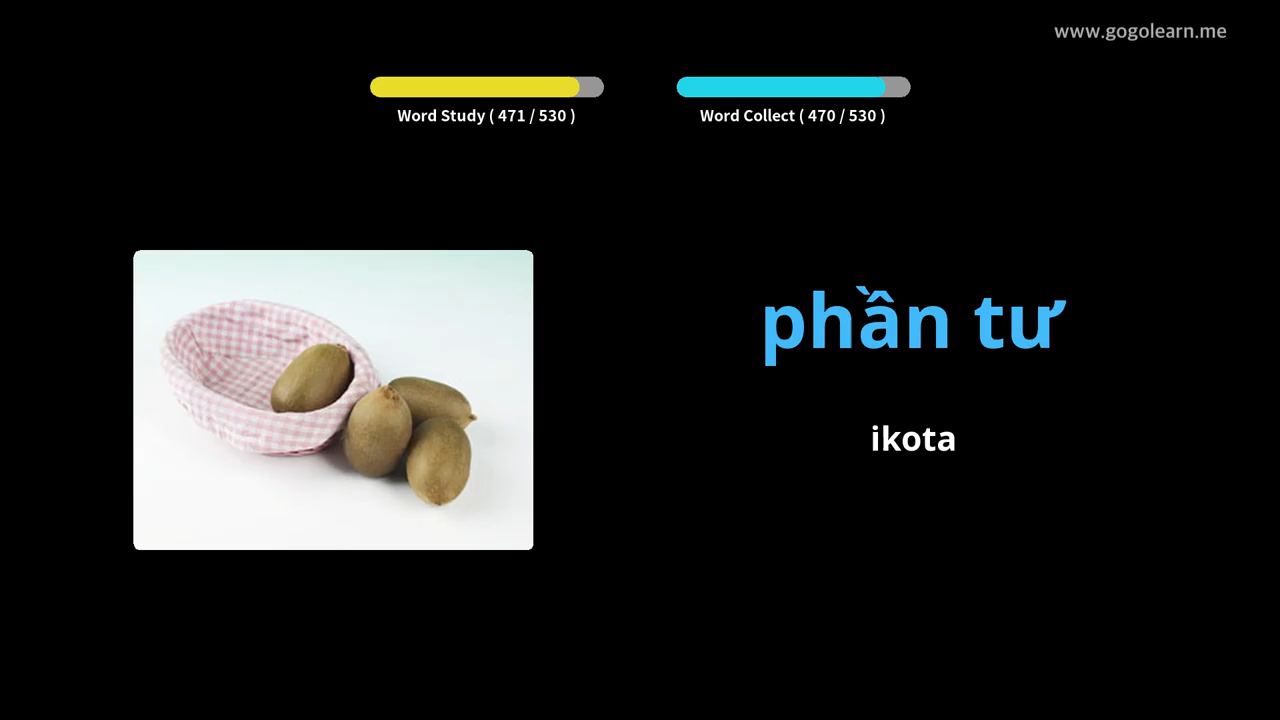 www.gogolearn.me
Word Study ( 471 / 530 )
Word Collect ( 470 / 530 )
phần tư
ikota